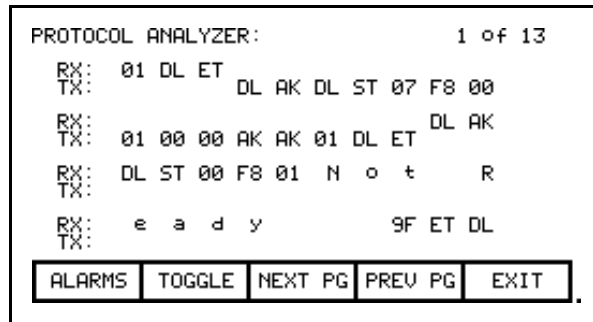 PROTOCOL ANALYZER: 1 of 13
RX: 01 DL ET
TX: DL AK DL ST 07 F8 00
RX: DL AK
TX: 01 00 00 AK AK 01 DL ET
RX: DL ST 00 F8 01 N o t R
TX:
RX: e a d y 9F ET DL
TX:
ALARMS TOGGLE NEXT PG PREV PG EXIT
.